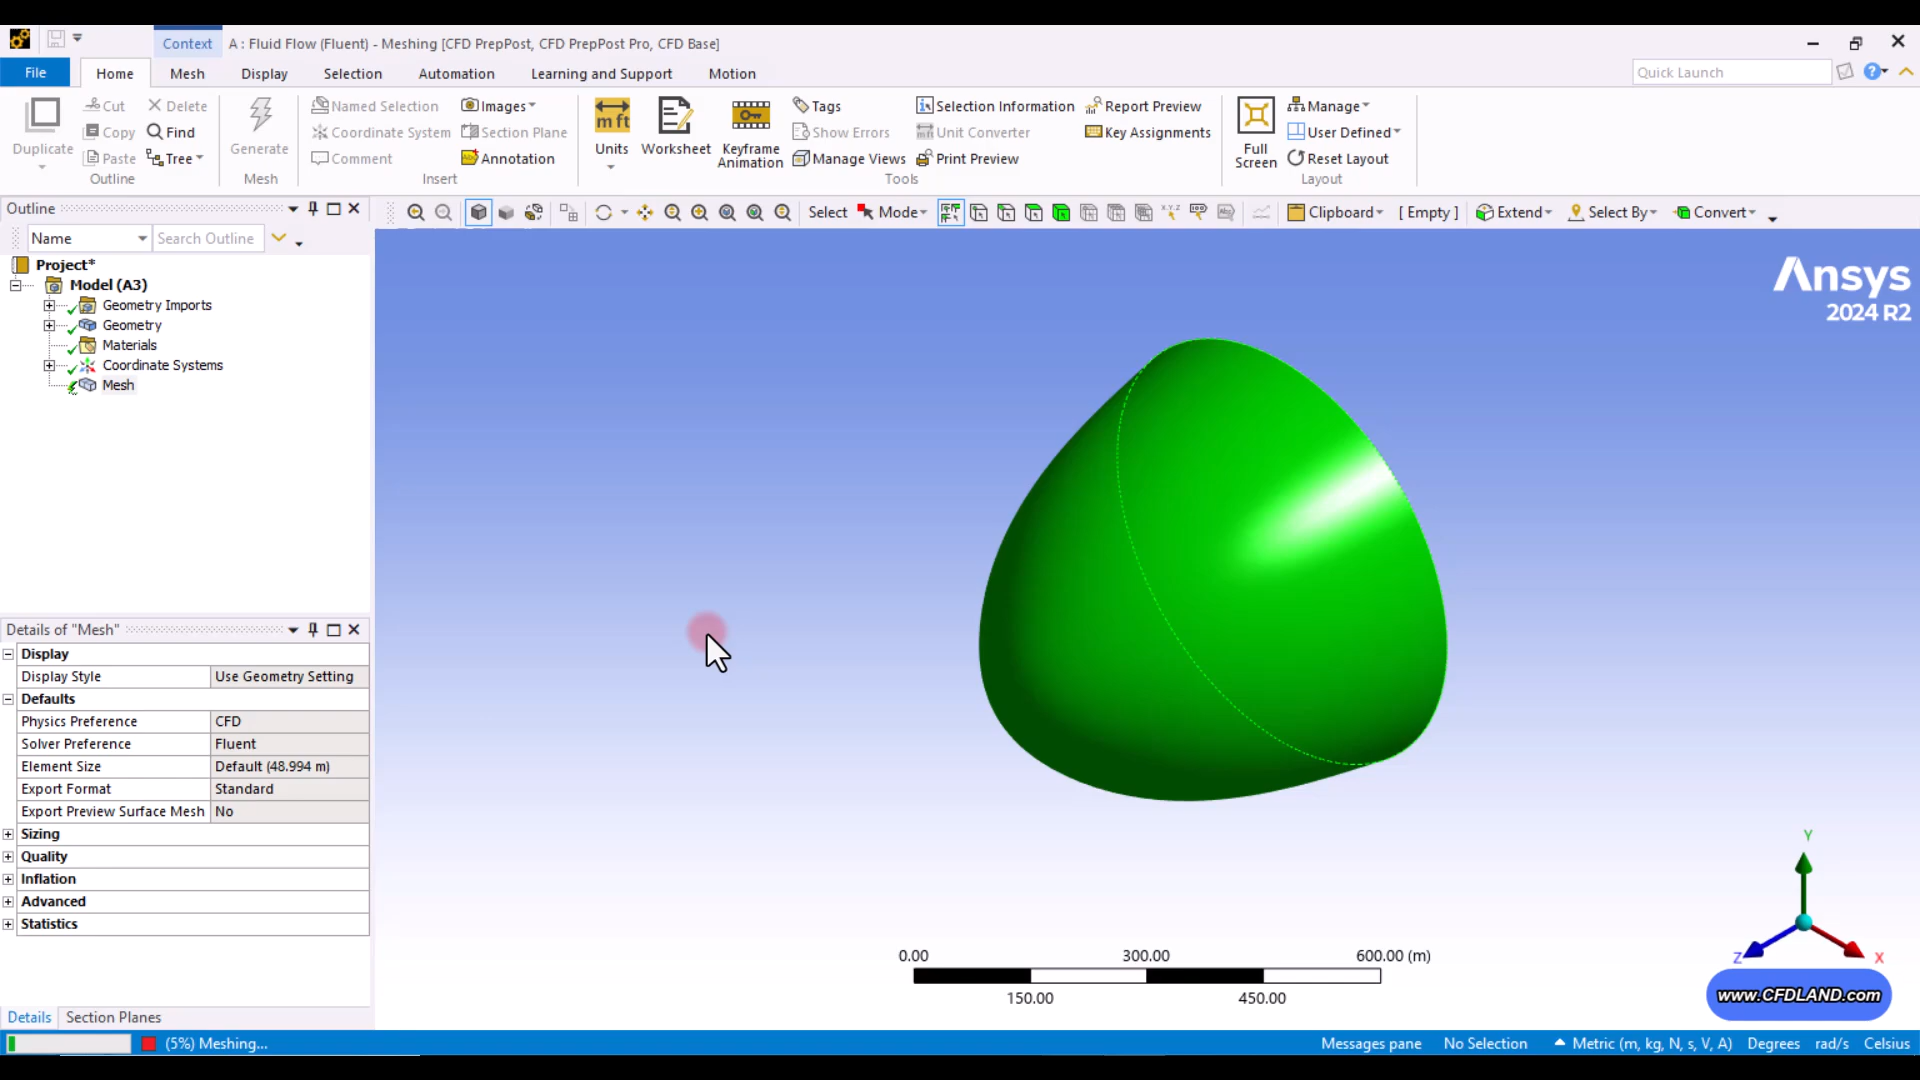 Context A : Fluid Flow (Fluent) - Meshing [CFD PrepPost, CFD PrepPost Pro, CFD Base]
File Home Mesh Display Selection Automation Learning and Support Motion Quick Launch
Duplicate Cut Copy Paste Delete Find Tree Outline
Generate Mesh
Named Selection Coordinate System Comment Images Section Plane Annotation Insert
mft Units Worksheet Keyframe Animation Tags Show Errors Manage Views Selection Information Unit Converter Print Preview Report Preview Key Assignments Tools
Full Screen Manage User Defined Reset Layout Layout
Outline Select Mode Clipboard [ Empty ] Extend Select By Convert
Name Search Outline
Project*
Model (A3)
Geometry Imports
Geometry
Materials
Coordinate Systems
Mesh
Ansys
2024 R2
Details of "Mesh"
Display
Display Style Use Geometry Setting
Defaults
Physics Preference CFD
Solver Preference Fluent
Element Size Default (48.994 m)
Export Format Standard
Export Preview Surface Mesh No
Sizing
Quality
Inflation
Advanced
Statistics
0.00 300.00 600.00 (m)
150.00 450.00
Y
Z X
www.CFDLAND.com
Details Section Planes
(5%) Meshing... Messages pane No Selection Metric (m, kg, N, s, V, A) Degrees rad/s Celsius